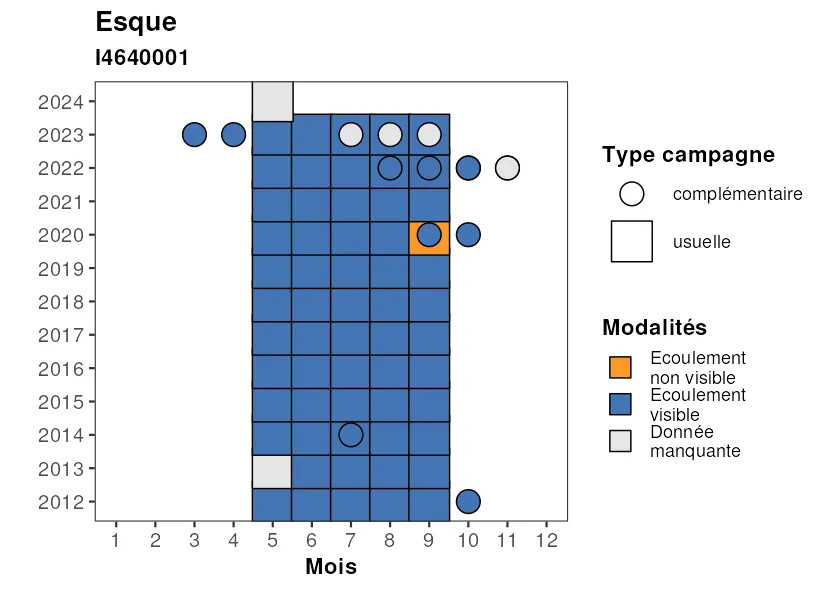 Esque
I4640001
2024
2023
2022
2021
2020
2019
2018
2017
2016
2015
2014
2013
2012
1 2 3 4 5 6 7 8 9 10 11 12
Mois
Type campagne
complémentaire
usuelle
Modalités
Ecoulement
non visible
Ecoulement
visible
Donnée
manquante